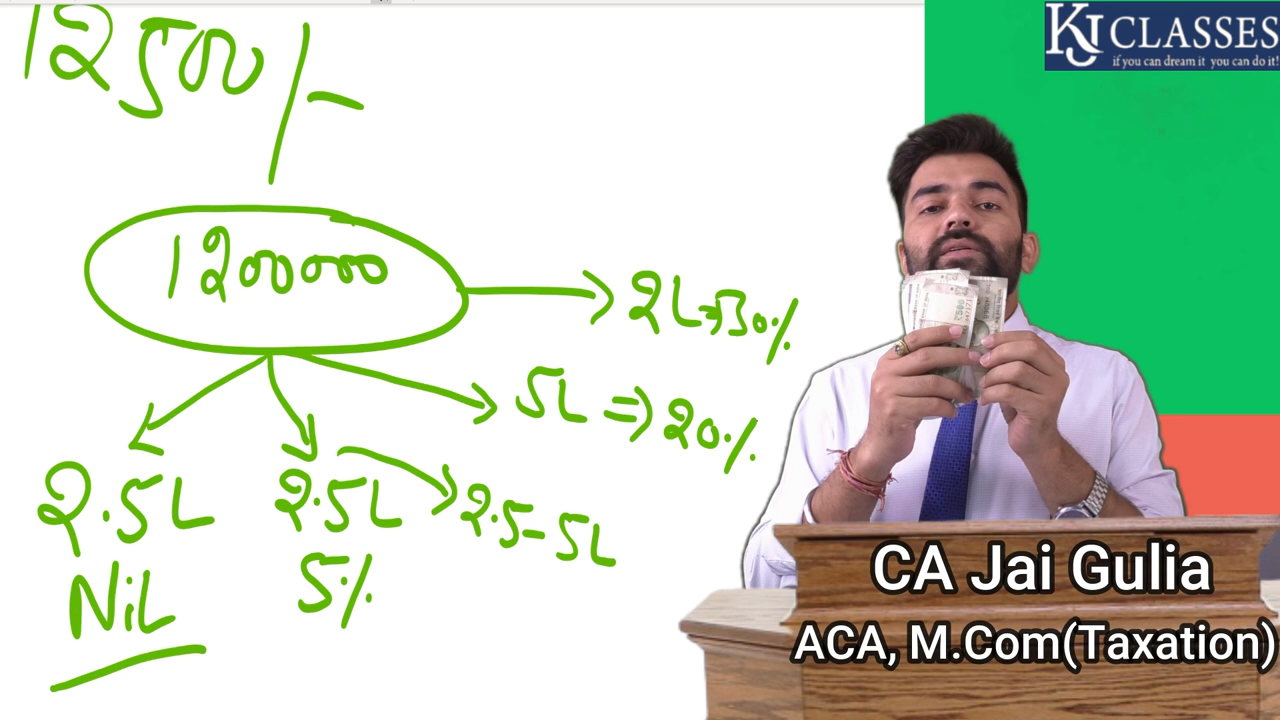 12500/-
KJ CLASSES
if you can dream it you can do it!
1200000
2L⇒30%
5L ⇒ 20%
2.5L
2.5L
2.5-5L
Nil
5%
CA Jai Gulia
ACA, M.Com(Taxation)